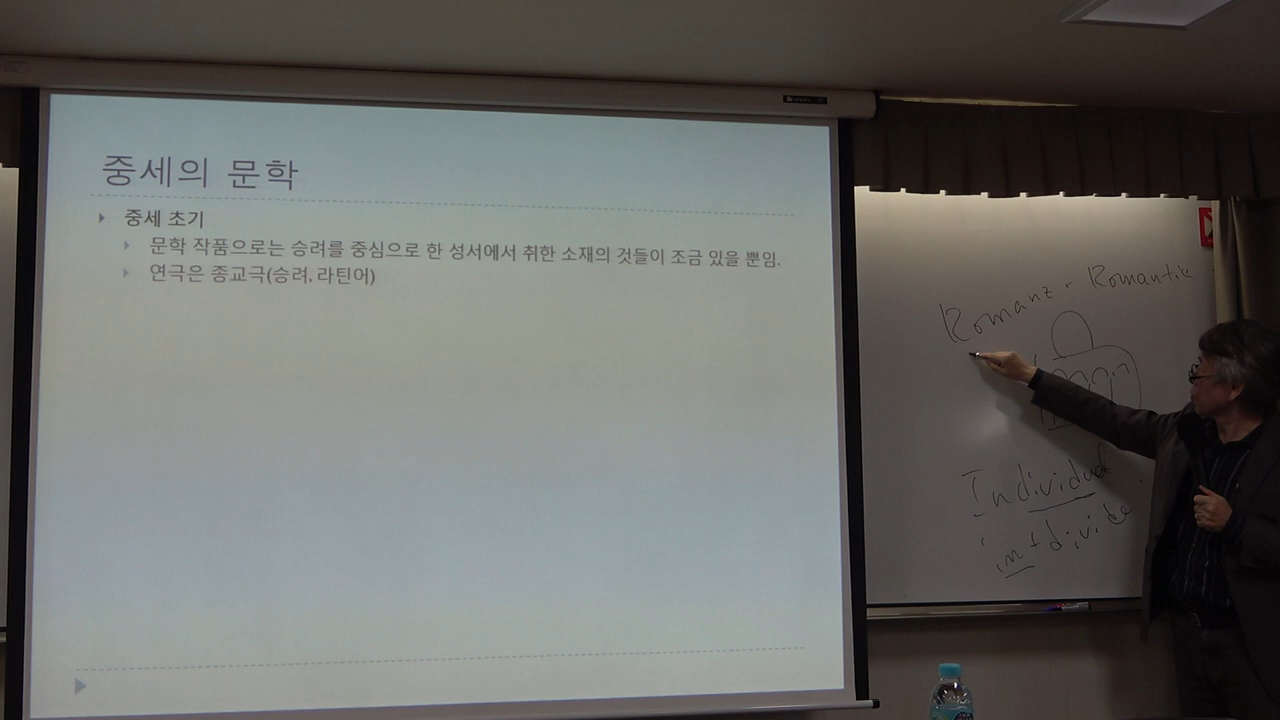 중세의 문학
중세 초기
문학 작품으로는 승려를 중심으로 한 성서에서 취한 소재의 것들이 조금 있을 뿐임.
연극은 종교극(승려, 라틴어)
Romanz - Romantik
Individual
in+divide